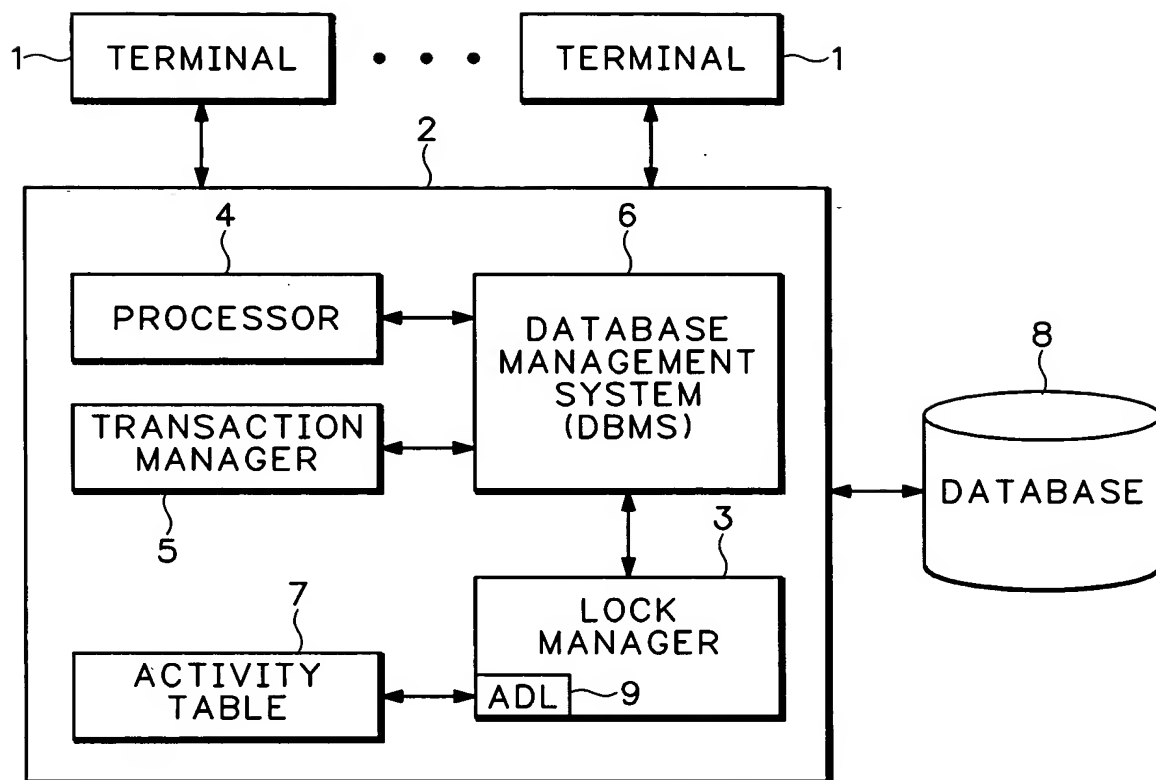 1 TERMINAL • • • TERMINAL 1
2
4
6
PROCESSOR
DATABASE
MANAGEMENT
SYSTEM
(DBMS)
8
TRANSACTION
MANAGER
DATABASE
5
3
7
LOCK
MANAGER
ACTIVITY
TABLE
ADL
9